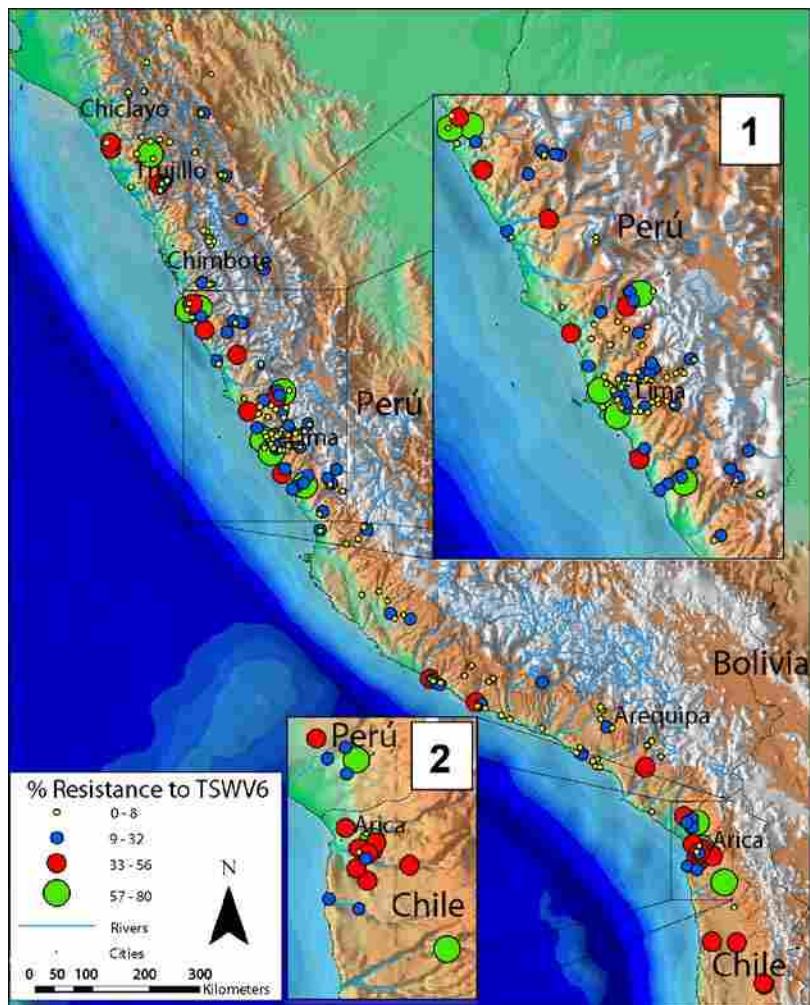 Chiclayo
Trujillo
Chimbote
Perú
Lima
1
Perú
Lima
Bolivia
Arequipa
Arica
Chile
2
Perú
Arica
Chile
% Resistance to TSWV6
0 - 8
9 - 32
33 - 56
57 - 80
Rivers
Cities
N
0 50 100 200 300
Kilometers